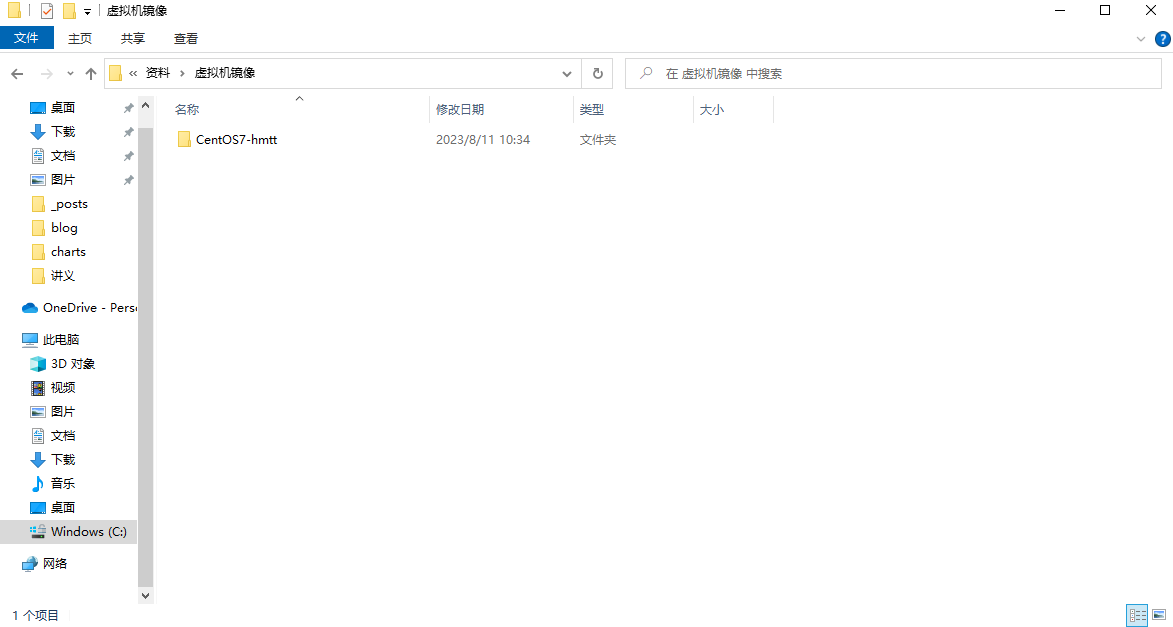 虚拟机镜像
文件 主页 共享 查看
« 资料 › 虚拟机镜像 在 虚拟机镜像 中搜索
名称 修改日期 类型 大小
CentOS7-hmtt 2023/8/11 10:34 文件夹
桌面
下载
文档
图片
_posts
blog
charts
讲义
OneDrive - Pers
此电脑
3D 对象
视频
图片
文档
下载
音乐
桌面
Windows (C:)
网络
1 个项目